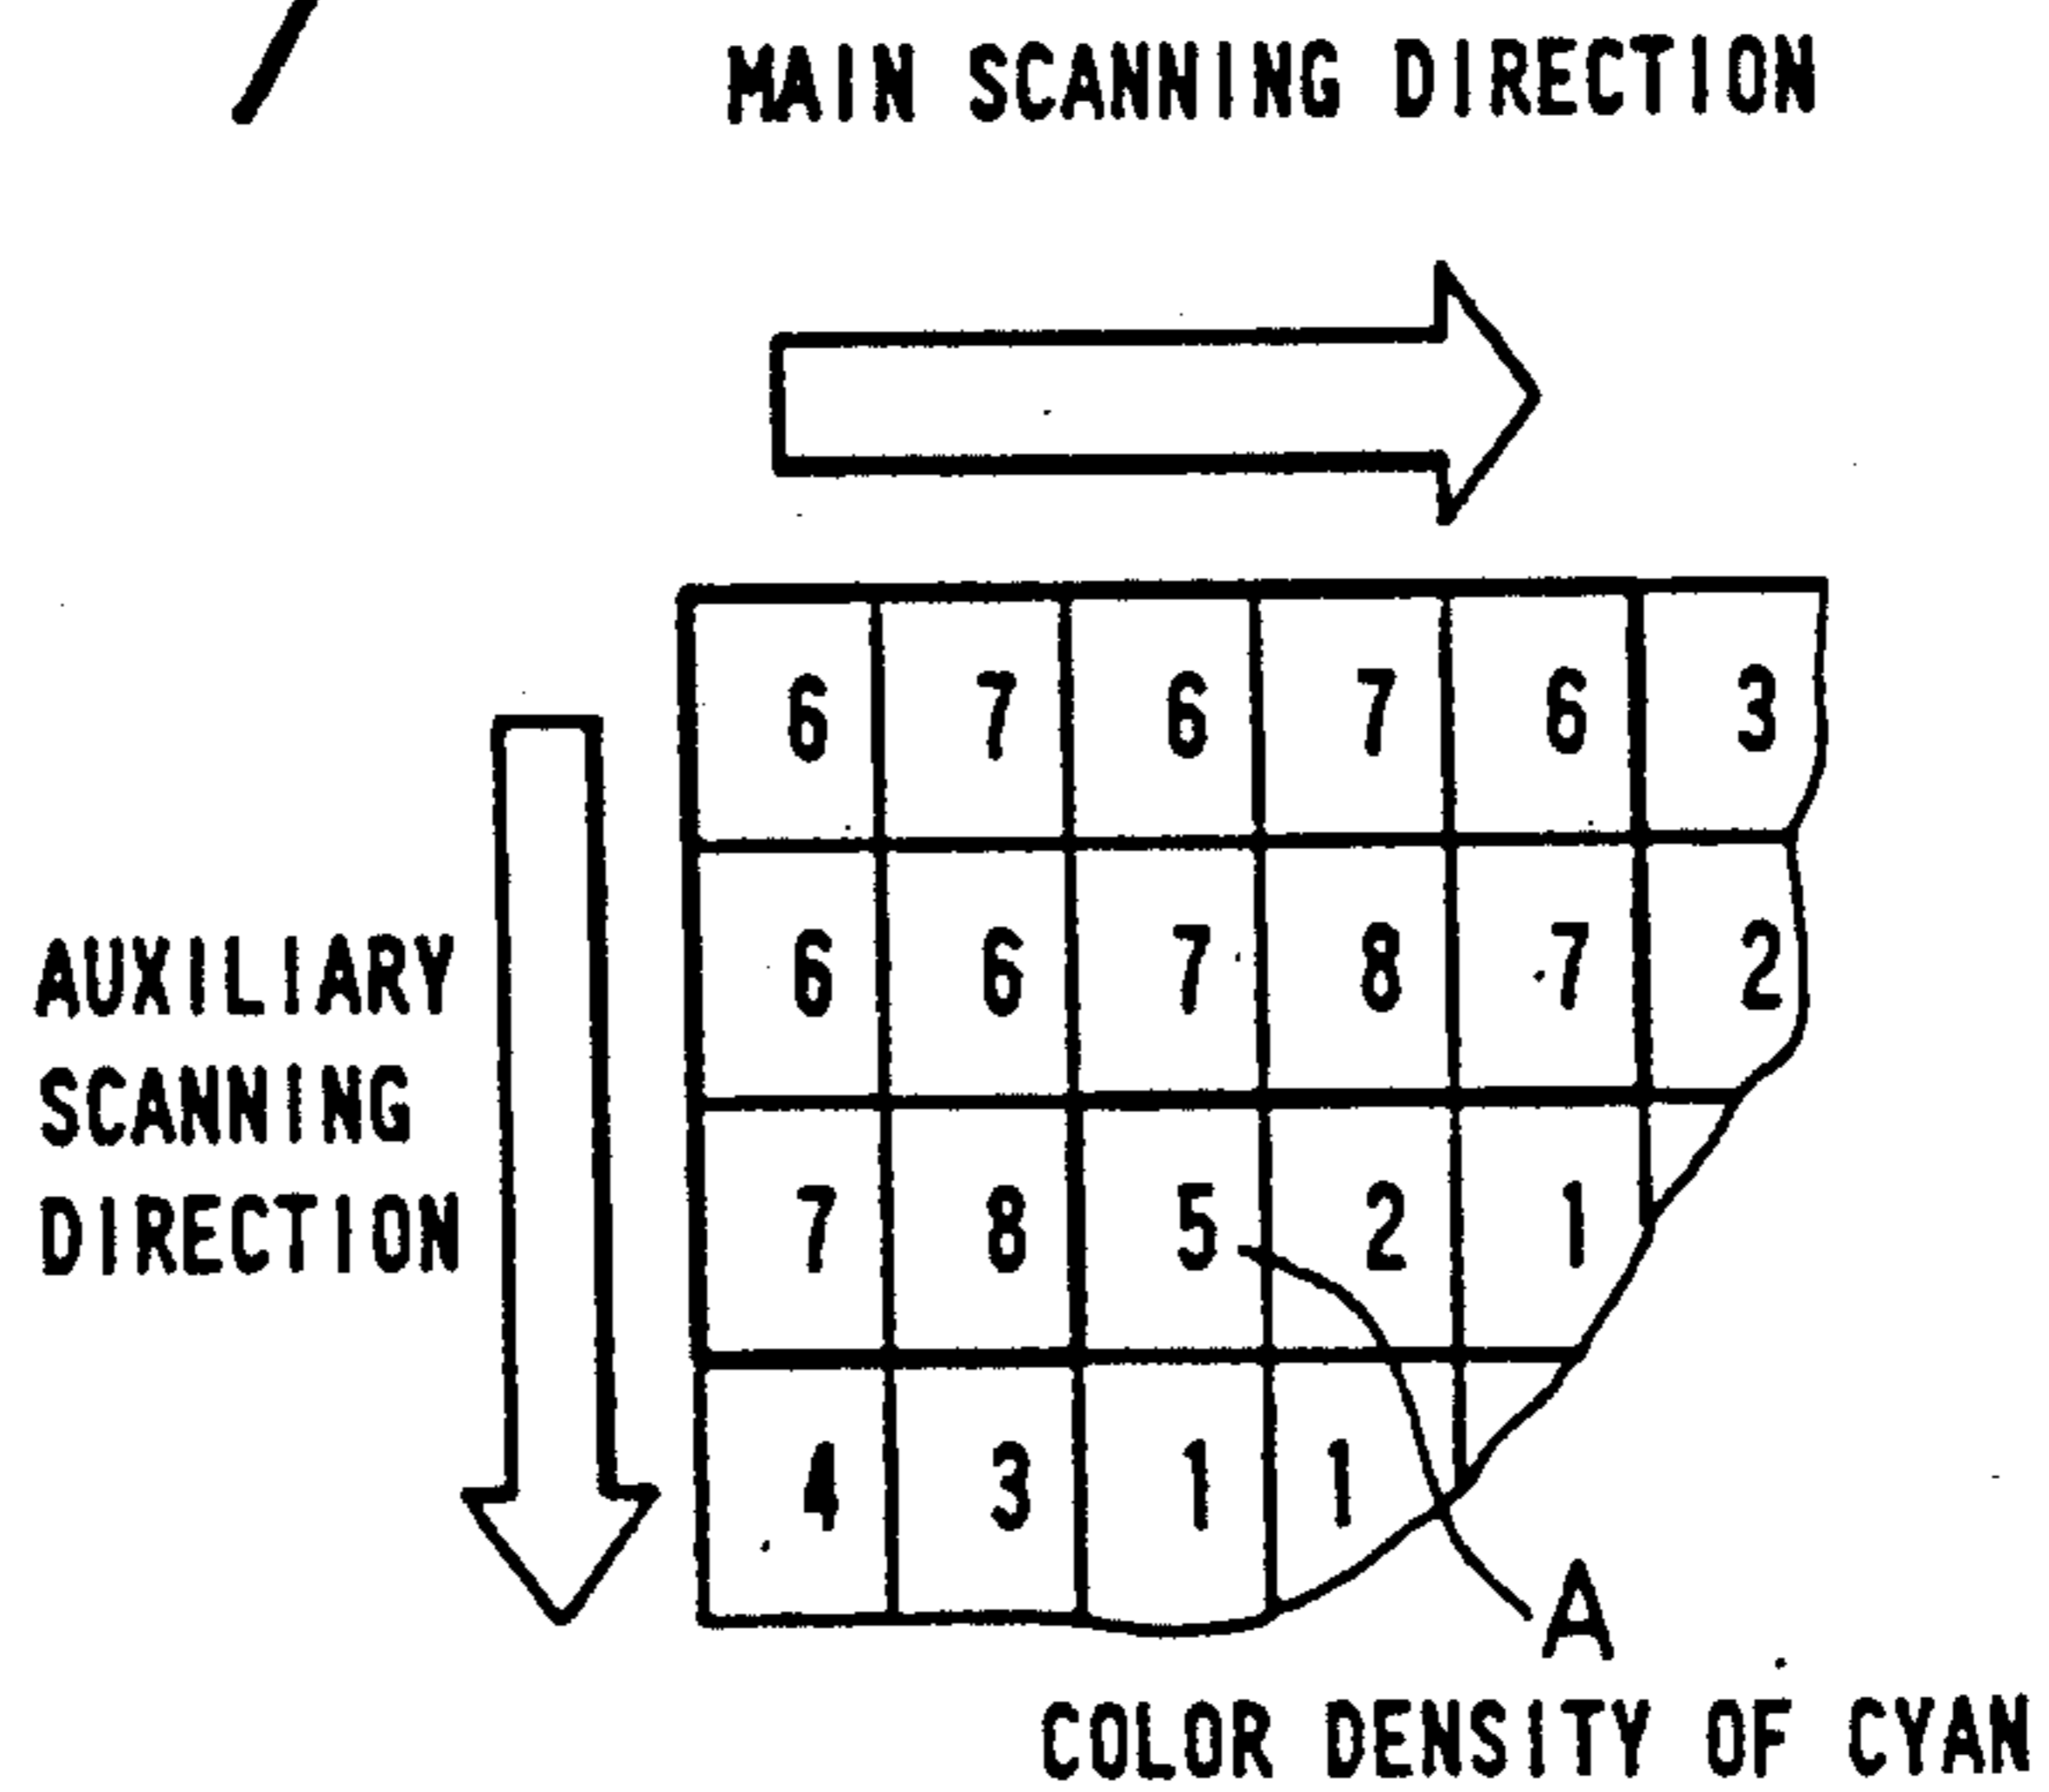 MAIN SCANNING DIRECTION
6 7 6 7 6 3
6 6 7 8 7 2
7 8 5 2 1
4 3 1 1
AUXILIARY
SCANNING
DIRECTION
A
COLOR DENSITY OF CYAN